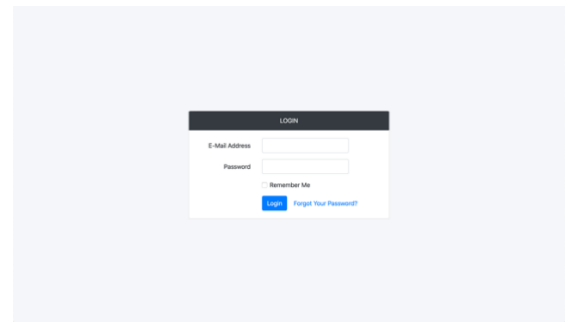 LOGIN
E-Mail Address
Password
Remember Me
Login Forgot Your Password?